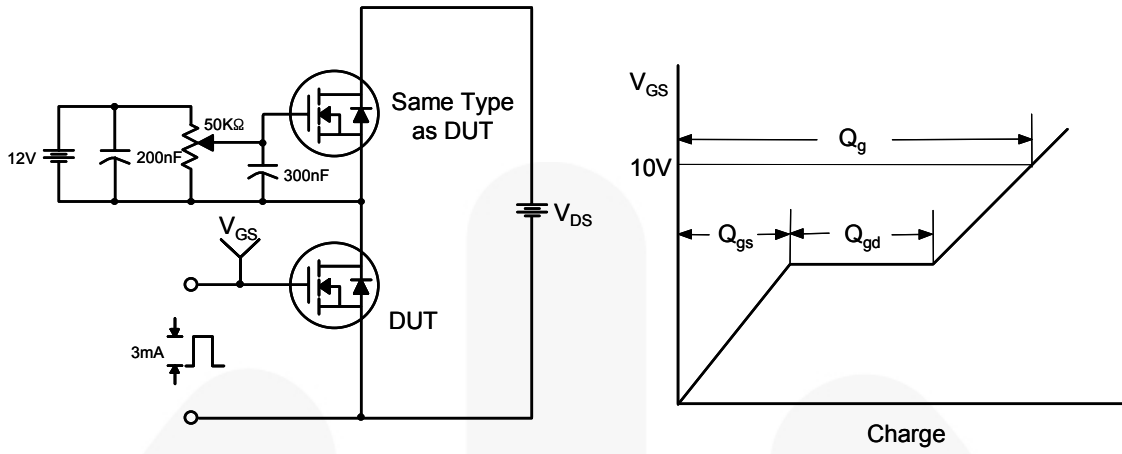 12V
200nF
50KΩ
300nF
Same Type
as DUT
V_DS
V_GS
DUT
3mA
V_GS
10V
Q_g
Q_gs
Q_gd
Charge